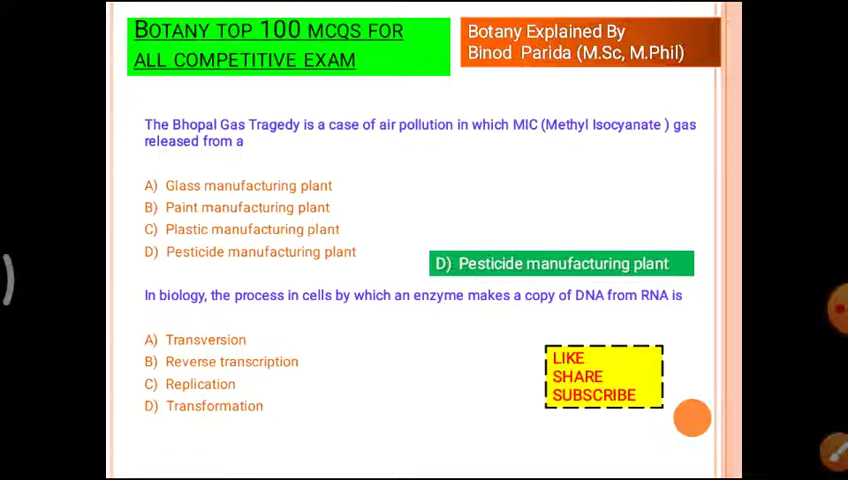 BOTANY TOP 100 MCQS FOR
ALL COMPETITIVE EXAM
Botany Explained By
Binod Parida (M.Sc, M.Phil)
The Bhopal Gas Tragedy is a case of air pollution in which MIC (Methyl Isocyanate ) gas
released from a
A) Glass manufacturing plant
B) Paint manufacturing plant
C) Plastic manufacturing plant
D) Pesticide manufacturing plant
D) Pesticide manufacturing plant
In biology, the process in cells by which an enzyme makes a copy of DNA from RNA is
A) Transversion
B) Reverse transcription
C) Replication
D) Transformation
LIKE
SHARE
SUBSCRIBE